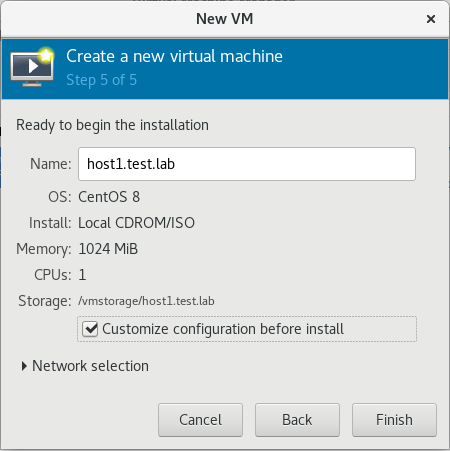 New VM
Create a new virtual machine
Step 5 of 5
Ready to begin the installation
Name: host1.test.lab
OS: CentOS 8
Install: Local CDROM/ISO
Memory: 1024 MiB
CPUs: 1
Storage: /vmstorage/host1.test.lab
Customize configuration before install
Network selection
Cancel Back Finish